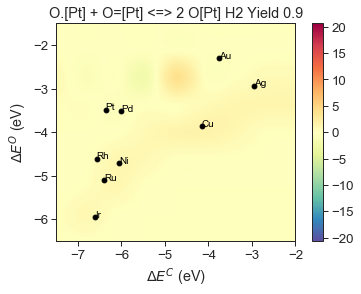 O.[Pt] + O=[Pt] <=> 2 O[Pt] H2 Yield 0.9
−2
−3
−4
−5
−6
ΔE^O (eV)
Au
Ag
Pt
Pd
Cu
Rh
Ni
Ru
Ir
−7
−6
−5
−4
−3
−2
ΔE^C (eV)
20
15
10
5
0
−5
−10
−15
−20